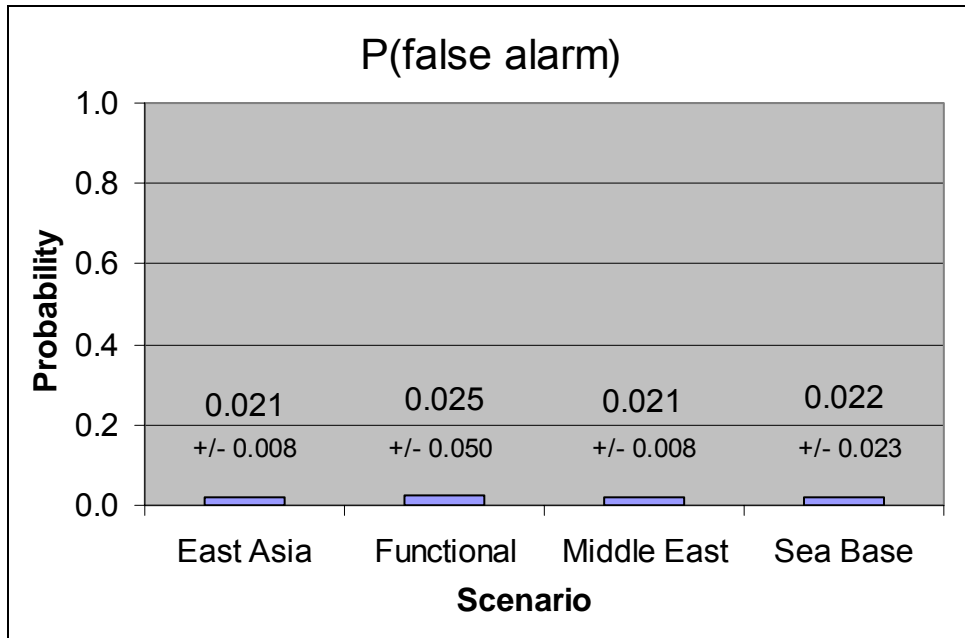 P(false alarm)
1.0
0.8
0.6
0.4
0.2
0.0
Probability
0.021 0.025 0.021 0.022
+/- 0.008 +/- 0.050 +/- 0.008 +/- 0.023
East Asia Functional Middle East Sea Base
Scenario